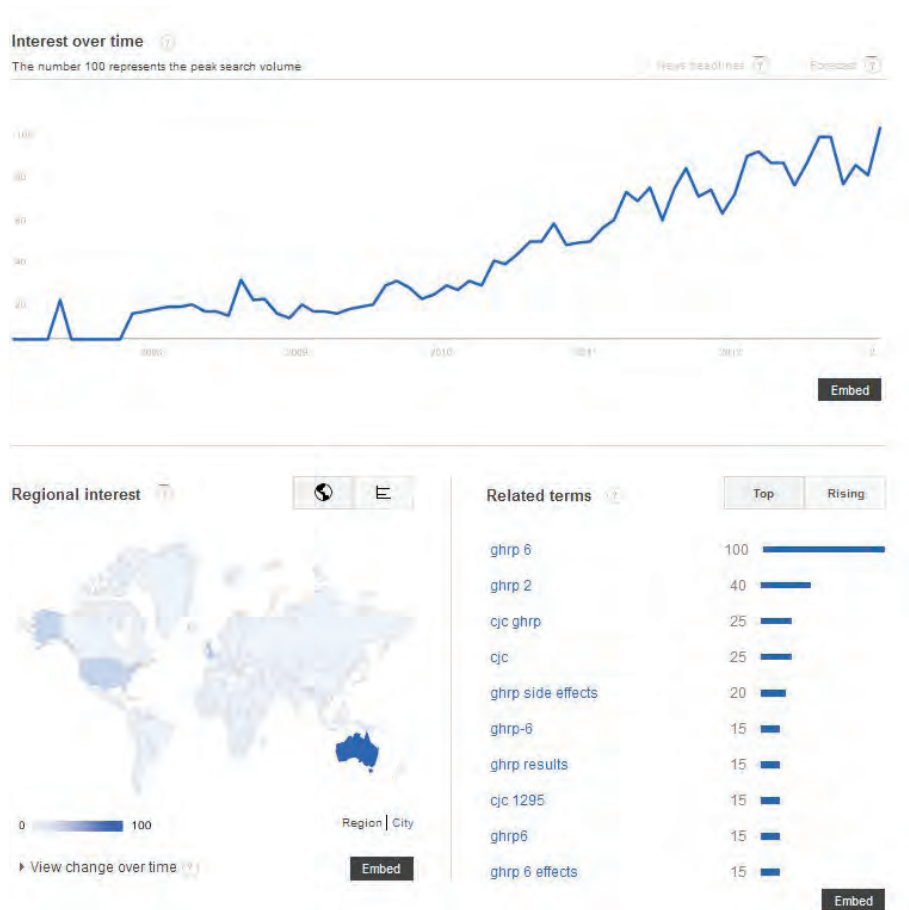 Interest over time ?
The number 100 represents the peak search volume
News headlines ? Forecast ?
100
80
60
40
20
2008 2009 2010 2011 2012 2
Embed
Regional interest ?
0 100
Region | City
View change over time ?
Embed
Related terms ?
Top Rising
ghrp 6 100
ghrp 2 40
cjc ghrp 25
cjc 25
ghrp side effects 20
ghrp-6 15
ghrp results 15
cjc 1295 15
ghrp6 15
ghrp 6 effects 15
Embed